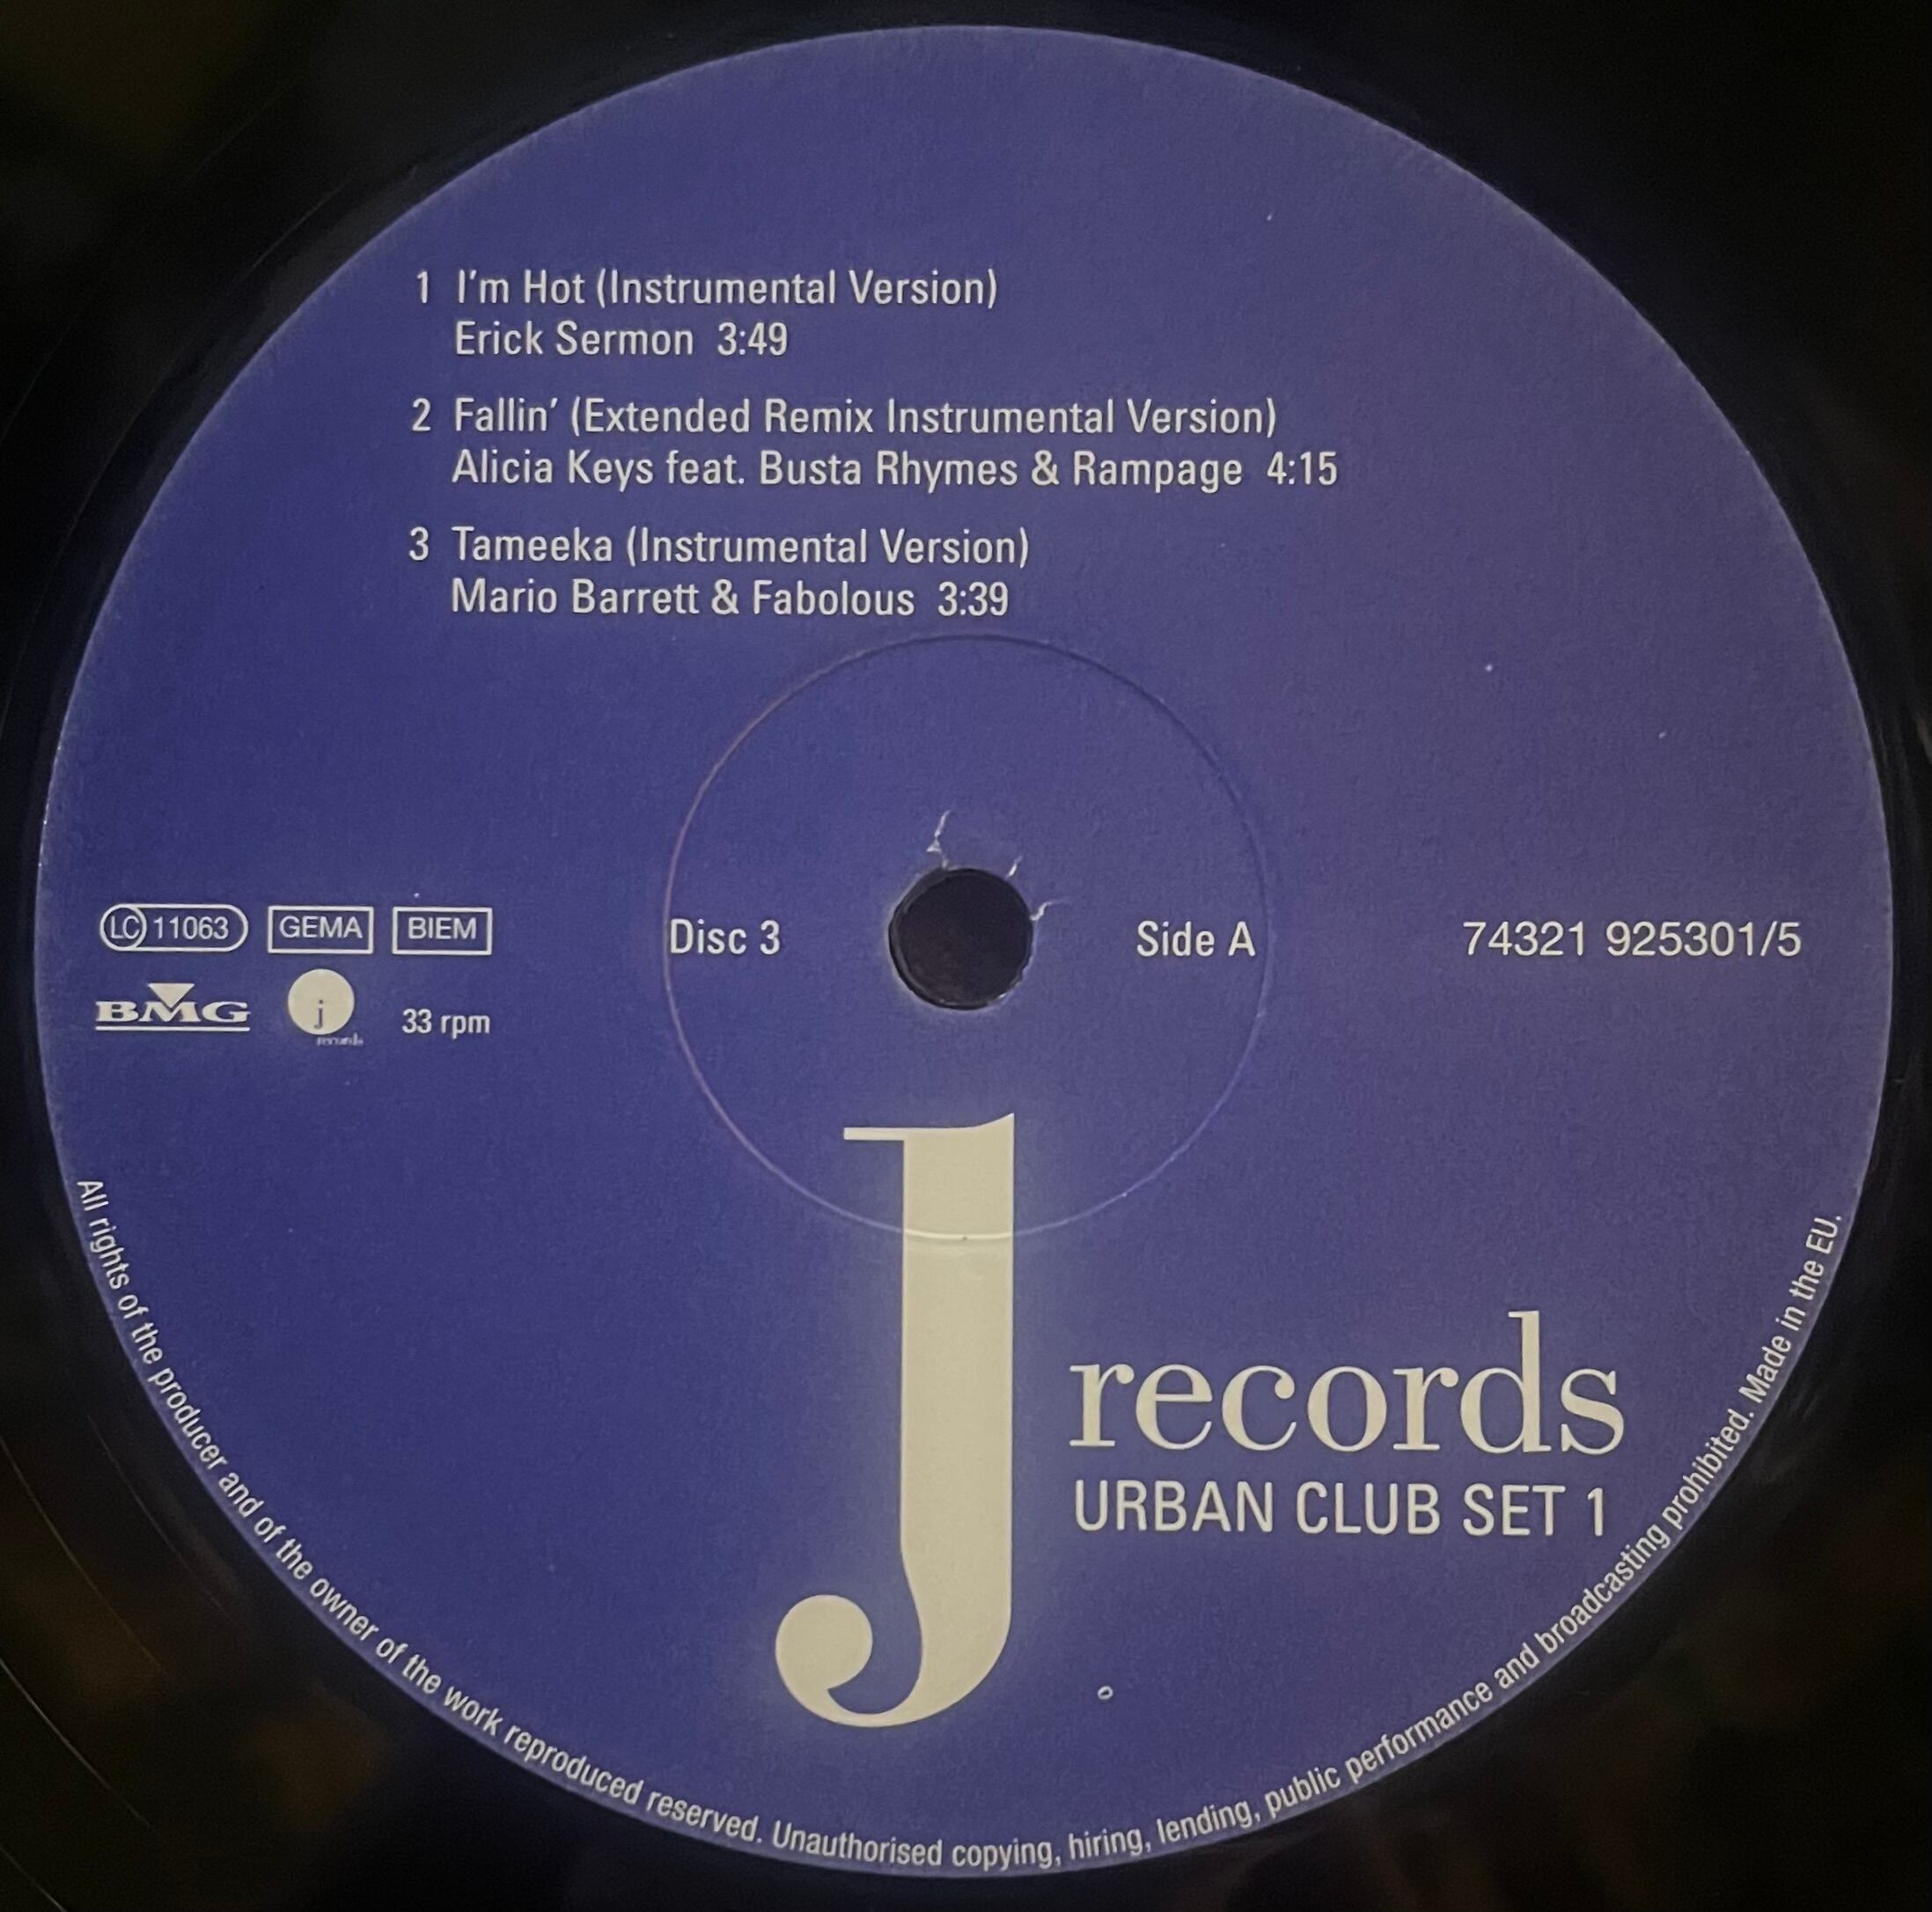 1 I'm Hot (Instrumental Version)
Erick Sermon 3:49
2 Fallin' (Extended Remix Instrumental Version)
Alicia Keys feat. Busta Rhymes & Rampage 4:15
3 Tameeka (Instrumental Version)
Mario Barrett & Fabolous 3:39
LC 11063 GEMA BIEM
Disc 3
Side A
74321 925301/5
BMG j records 33 rpm
j records
URBAN CLUB SET 1
All rights of the producer and of the owner of the work reproduced reserved. Unauthorised copying, hiring, lending, public performance and broadcasting prohibited. Made in the EU.